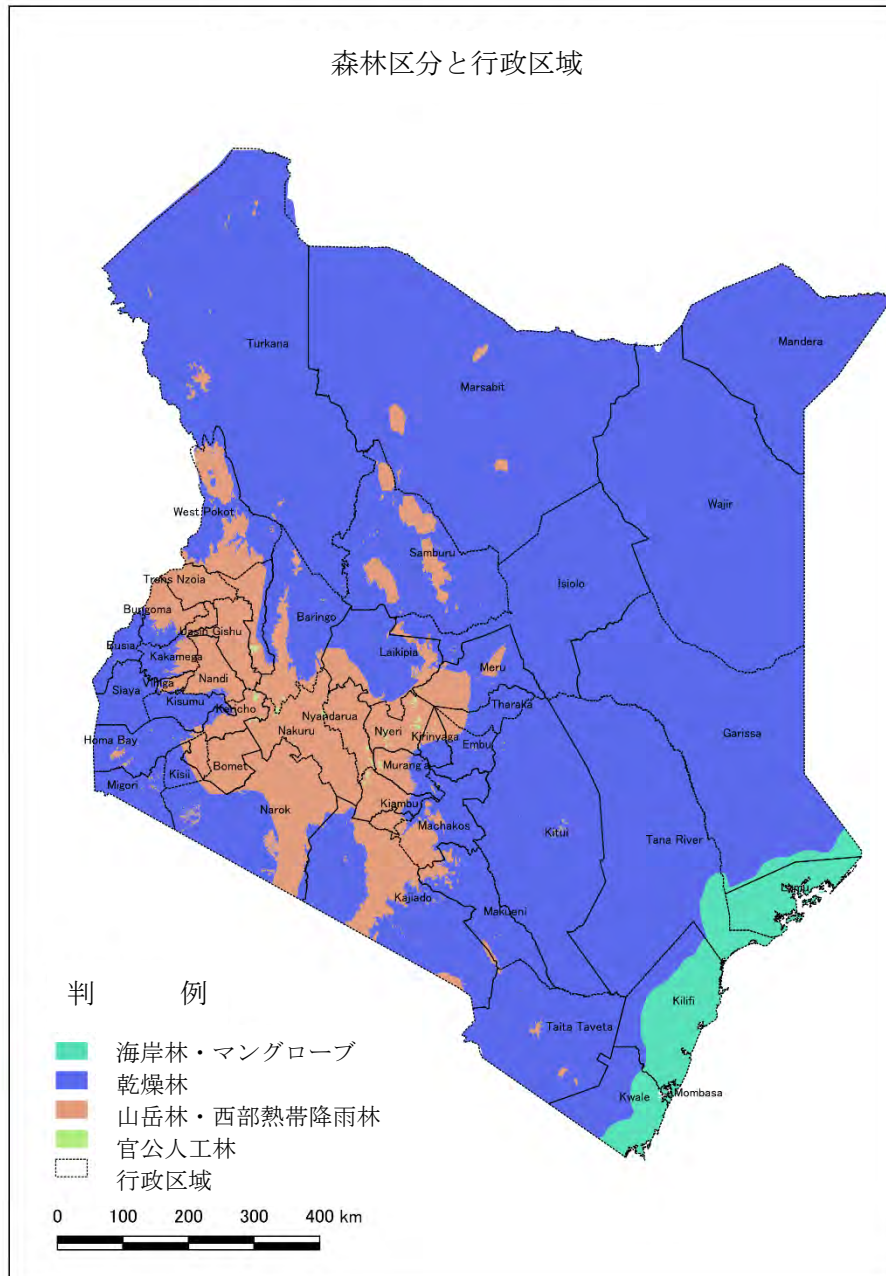 森林区分と行政区域
Turkana
Mandera
Marsabit
Wajir
West Pokot
Samburu
Trans Nzoia
Isiolo
Bungoma
Baringo
Uasin Gishu
Busia
Kakamega
Laikipia
Meru
Vihiga
Nandi
Siaya
Kisumu
Tharaka
Kericho
Nyandarua
Nakuru
Nyeri
Kirinyaga
Garissa
Homa Bay
Embu
Bomet
Murang'a
Kisii
Migori
Narok
Kiambu
Machakos
Kitui
Tana River
Kajiado
Lamu
Makueni
Kilifi
Taita Taveta
Kwale
Mombasa
判 例
海岸林・マングローブ
乾燥林
山岳林・西部熱帯降雨林
官公人工林
行政区域
0 100 200 300 400 km